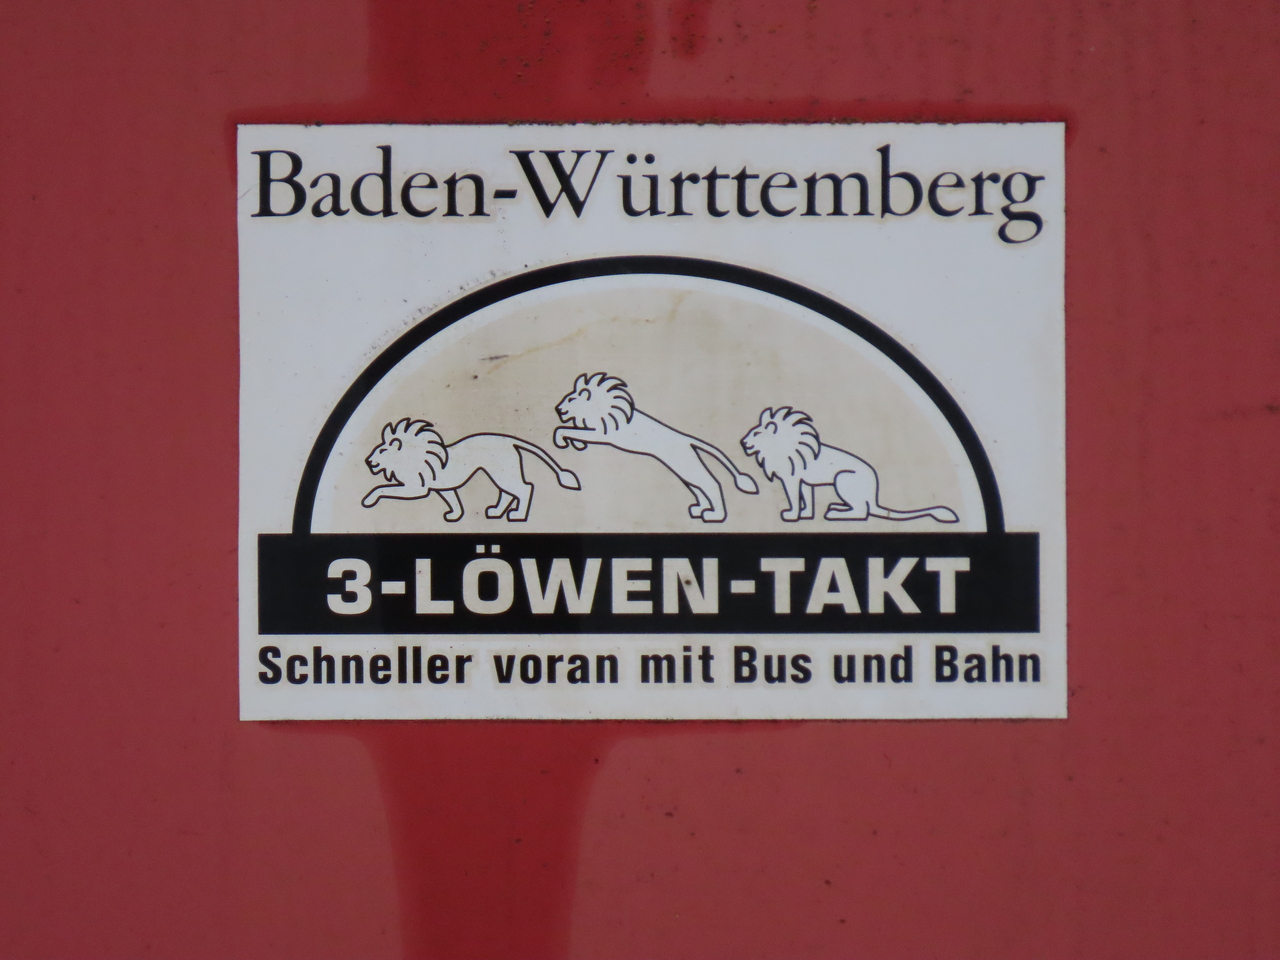 Baden-Württemberg
3-LÖWEN-TAKT
Schneller voran mit Bus und Bahn